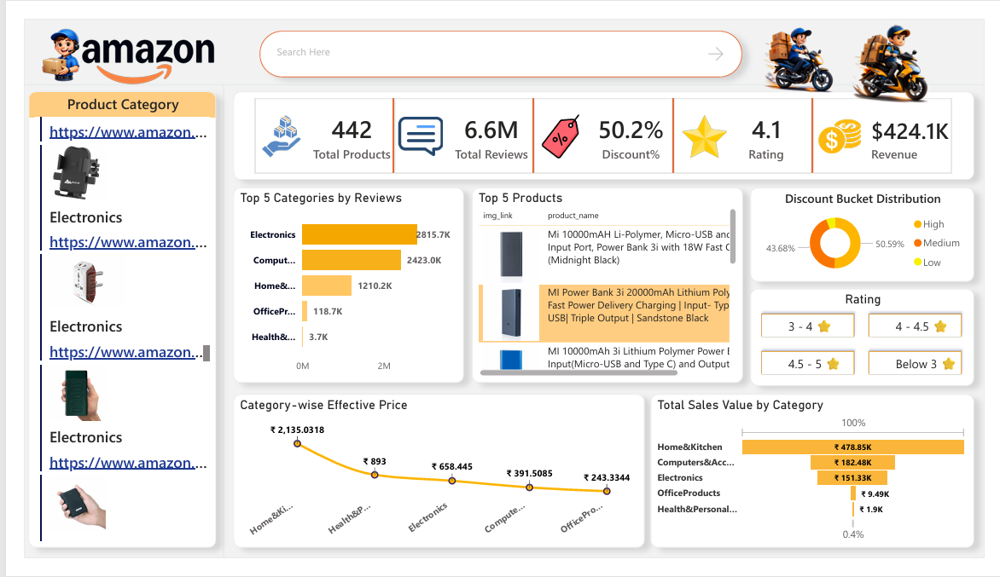 amazon
Search Here
Product Category
https://www.amazon....
Electronics
https://www.amazon....
Electronics
https://www.amazon....
Electronics
https://www.amazon....
442
Total Products
6.6M
Total Reviews
%
50.2%
Discount%
4.1
Rating
$424.1K
Revenue
Top 5 Categories by Reviews
Electronics
2815.7K
Comput...
2423.0K
Home&...
1210.2K
OfficePr...
118.7K
Health&...
3.7K
0M
2M
Top 5 Products
img_link
product_name
Mi 10000mAH Li-Polymer, Micro-USB and
Input Port, Power Bank 3i with 18W Fast C
(Midnight Black)
MI Power Bank 3i 20000mAh Lithium Poly
Fast Power Delivery Charging | Input- Typ
USB| Triple Output | Sandstone Black
MI 10000mAh 3i Lithium Polymer Power B
Input(Micro-USB and Type C) and Output
Discount Bucket Distribution
43.68%
50.59%
High
Medium
Low
Rating
3 - 4
4 - 4.5
4.5 - 5
Below 3
Category-wise Effective Price
₹ 2,135.0318
₹ 893
₹ 658.445
₹ 391.5085
₹ 243.3344
Home&Ki...
Health&P...
Electronics
Compute...
OfficePro...
Total Sales Value by Category
100%
Home&Kitchen
₹ 478.85K
Computers&Acc...
₹ 182.48K
Electronics
₹ 151.33K
OfficeProducts
₹ 9.49K
Health&Personal...
₹ 1.9K
0.4%